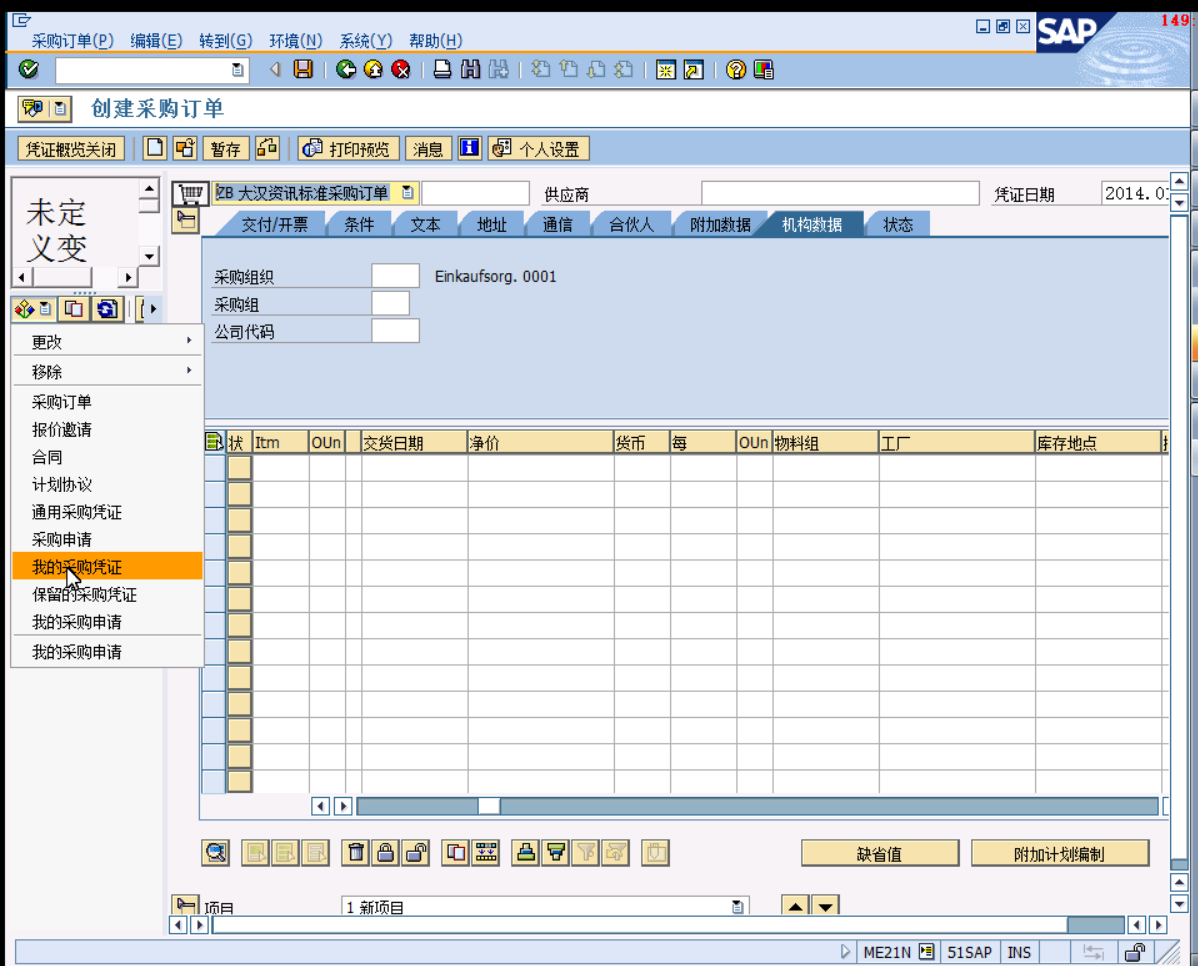 149:
采购订单(P) 编辑(E) 转到(G) 环境(N) 系统(Y) 帮助(H)
SAP
创建采购订单
凭证概览关闭 暂存 打印预览 消息 个人设置
未定
义变
ZB 大汉资讯标准采购订单 供应商 凭证日期 2014.01
交付/开票 条件 文本 地址 通信 合伙人 附加数据 机构数据 状态
采购组织 Einkaufsorg. 0001
采购组
公司代码
更改
移除
采购订单
报价邀请
合同
计划协议
通用采购凭证
采购申请
我的采购凭证
保留的采购凭证
我的采购申请
我的采购申请
状 Itm OUn 交货日期 净价 货币 每 OUn 物料组 工厂 库存地点
缺省值 附加计划编制
项目 1 新项目
ME21N 51SAP INS